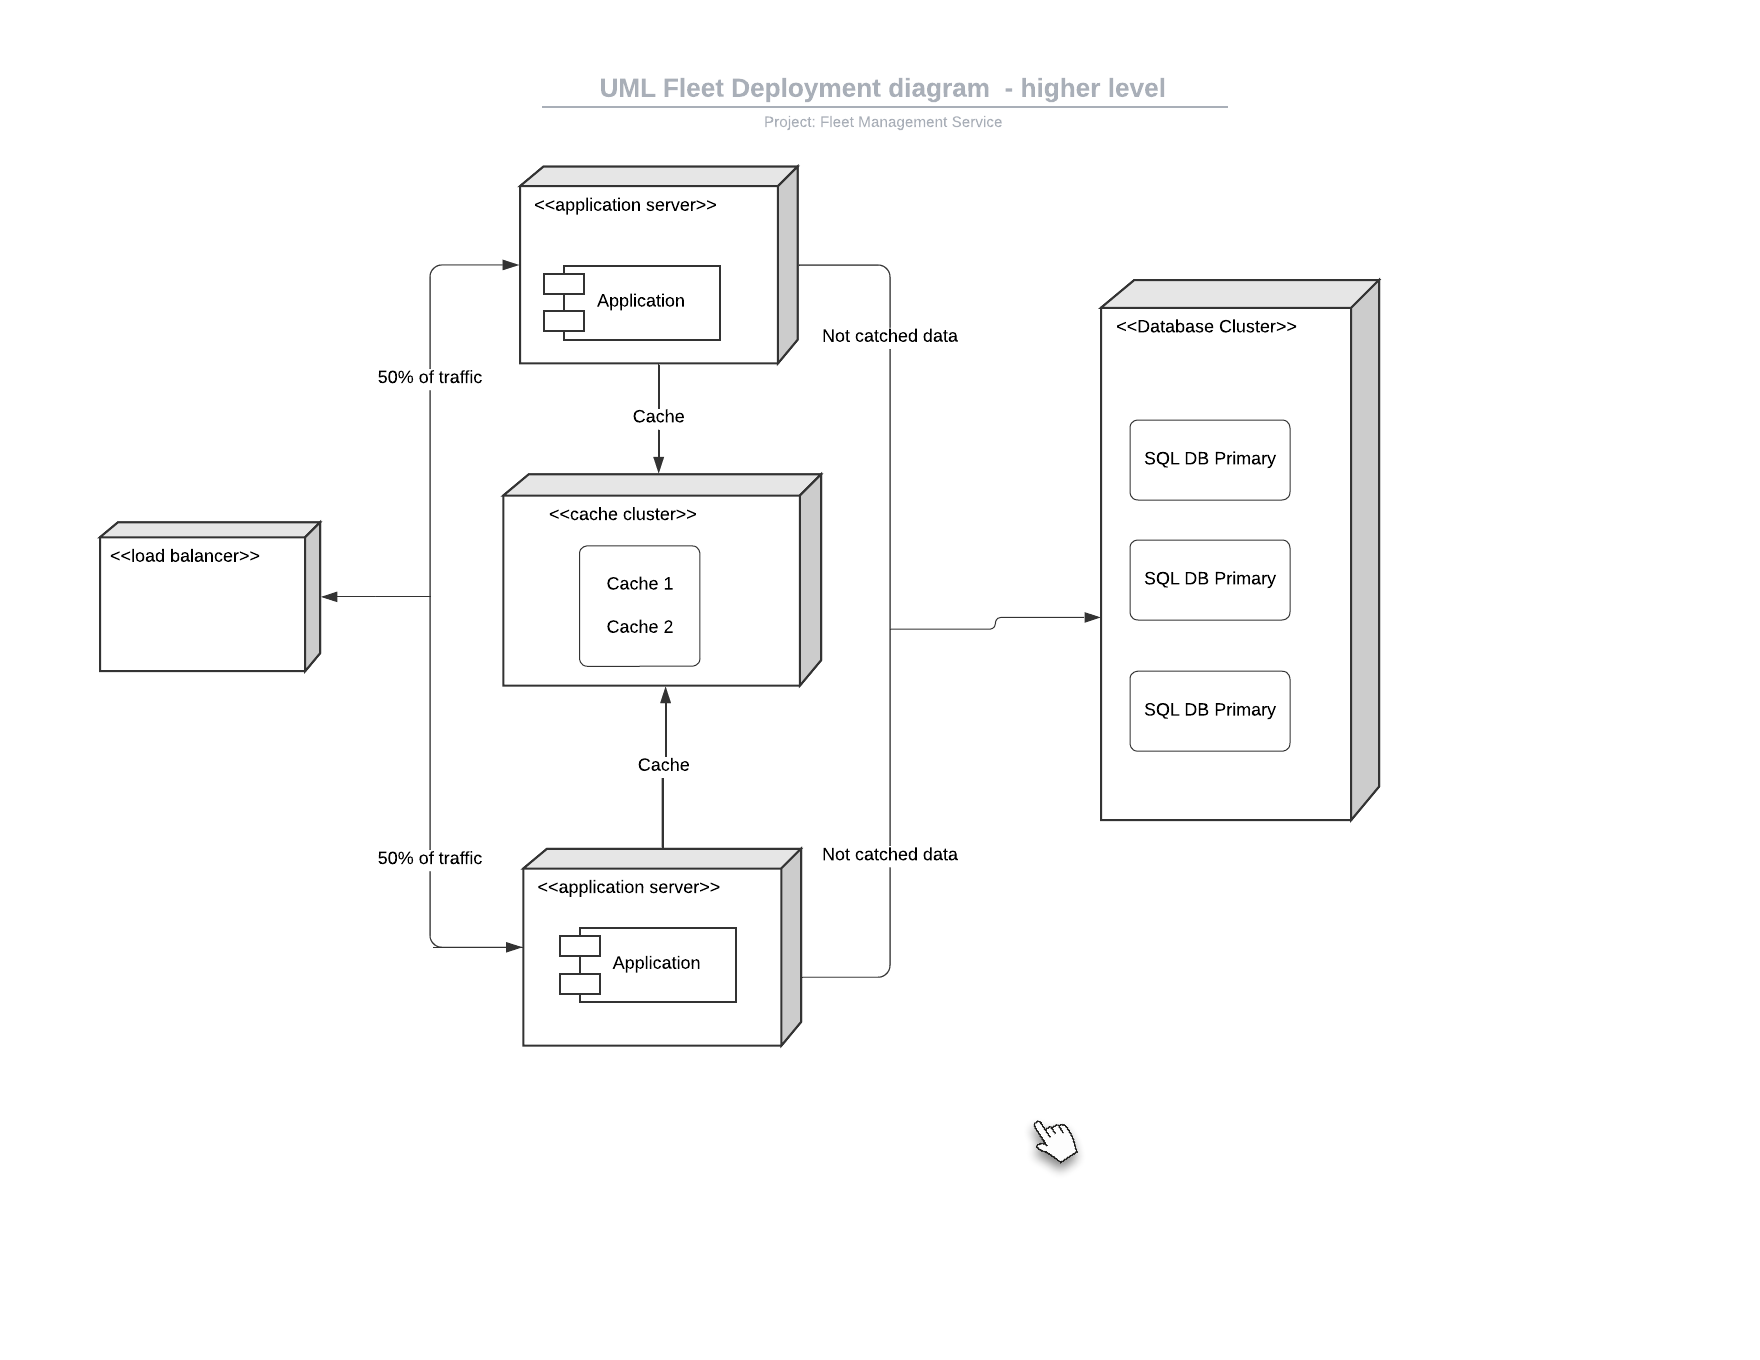 UML Fleet Deployment diagram  - higher level
Project: Fleet Management Service
<<application server>>
Application
Not catched data
<<Database Cluster>>
50% of traffic
Cache
SQL DB Primary
<<cache cluster>>
<<load balancer>>
Cache 1
SQL DB Primary
Cache 2
SQL DB Primary
Cache
50% of traffic
Not catched data
<<application server>>
Application